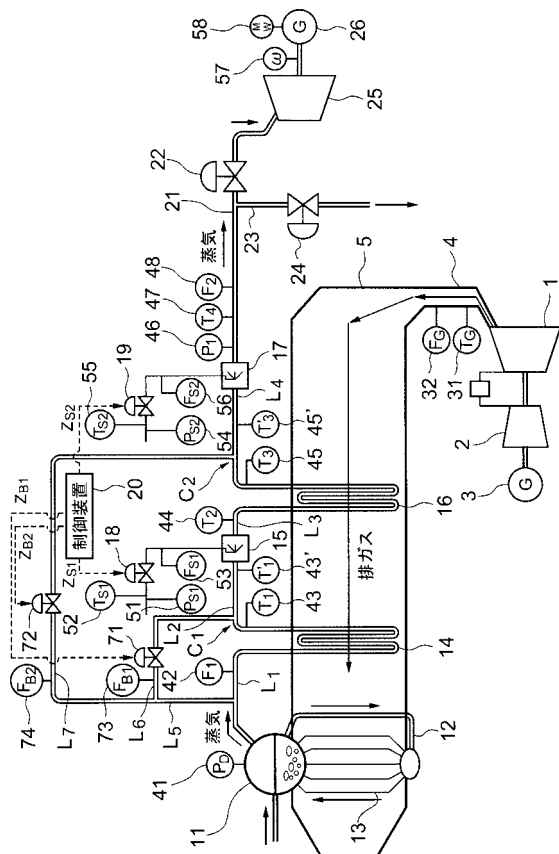 58
MW
57
ω
G
26
25
22
21
23
24
蒸気
48
47
46
F2
T4
P1
5
4
FG
TG
32
31
1
2
3
G
55
ZS2
19
TS2
PS2
FS2
54
56
17
L4
T'3
T3
45'
45
C2
16
ZB1
ZB2
制御装置
20
ZS1
18
44
T2
L3
15
TS1
PS1
FS1
52
51
53
T'1
T1
43'
43
L2
C1
14
排ガス
72
71
FB2
FB1
74
73
L7
L6
L5
42
F1
L1
蒸気
41
PD
11
12
13